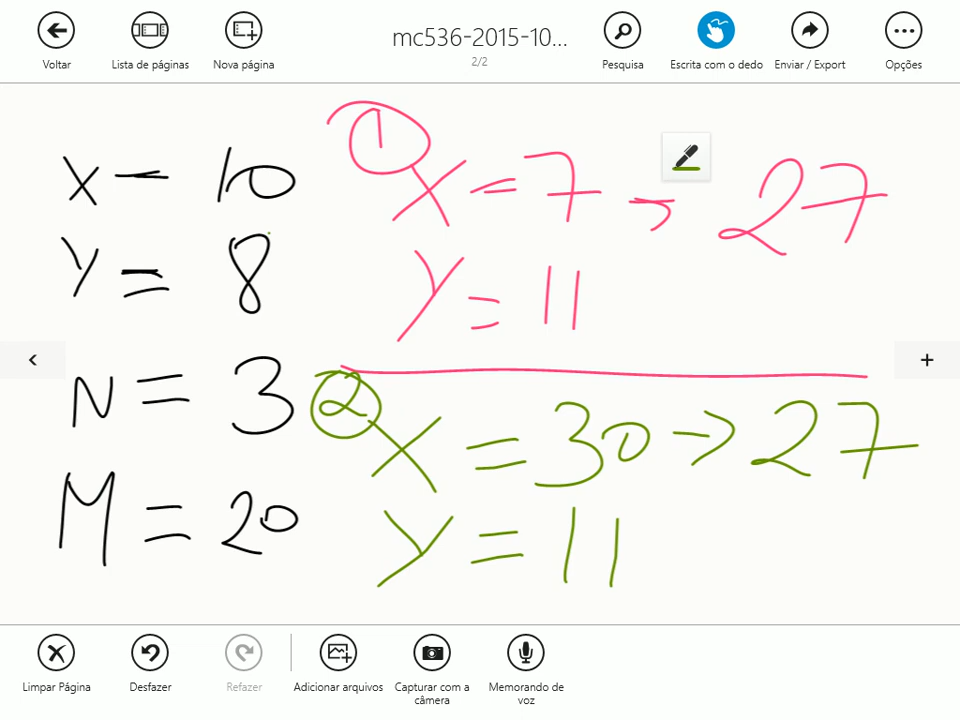 Voltar
Lista de páginas
Nova página
mc536-2015-10...
2/2
Pesquisa
Escrita com o dedo
Enviar / Export
Opções
X = 10
Y = 8
N = 3
M = 20
1
X = 7 → 27
Y = 11
2
X = 30 → 27
Y = 11
Limpar Página
Desfazer
Refazer
Adicionar arquivos
Capturar com a
câmera
Memorando de
voz